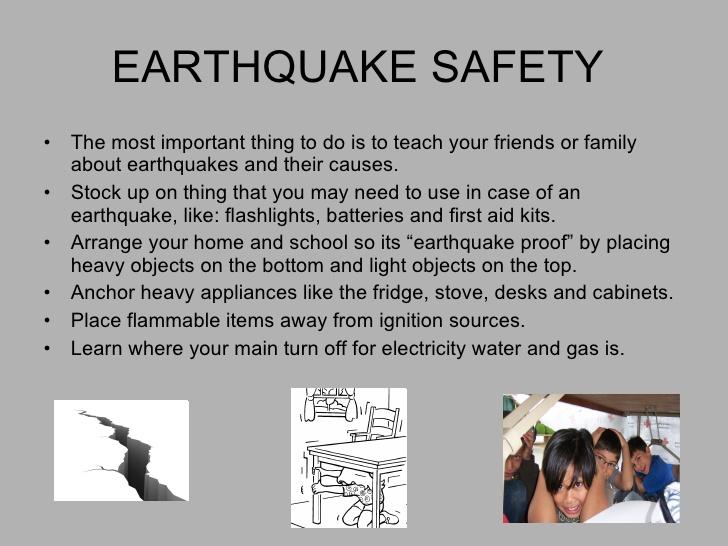 EARTHQUAKE SAFETY
• The most important thing to do is to teach your friends or family
about earthquakes and their causes.
• Stock up on thing that you may need to use in case of an
earthquake, like: flashlights, batteries and first aid kits.
• Arrange your home and school so its “earthquake proof” by placing
heavy objects on the bottom and light objects on the top.
• Anchor heavy appliances like the fridge, stove, desks and cabinets.
• Place flammable items away from ignition sources.
• Learn where your main turn off for electricity water and gas is.